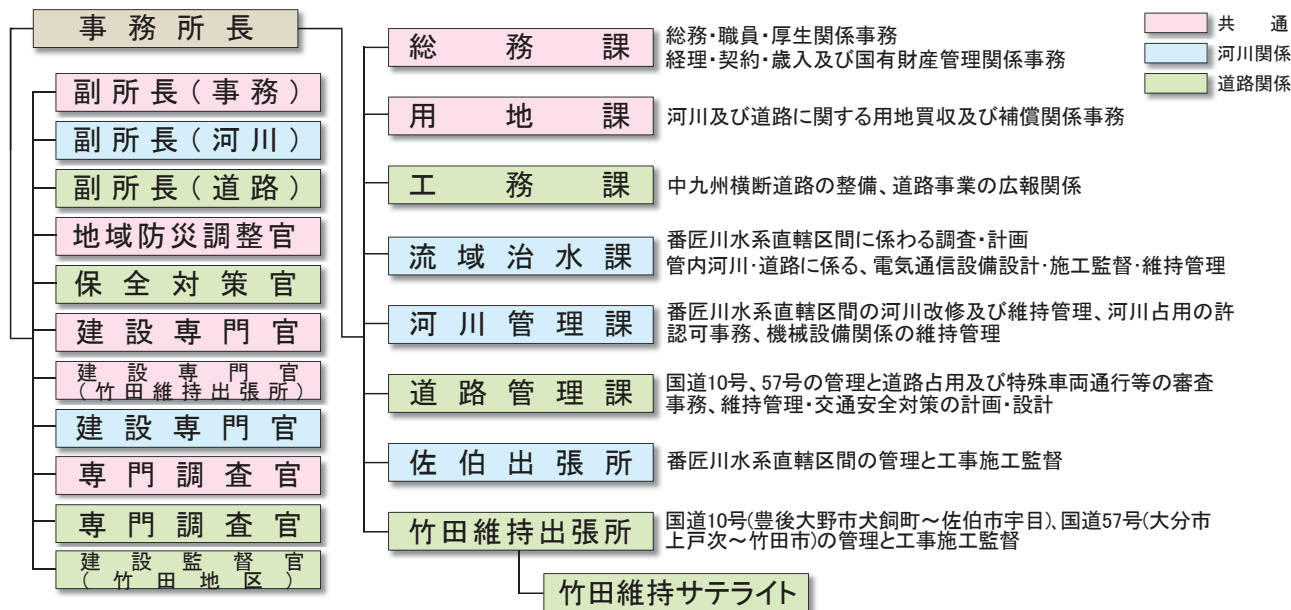 事務所長
副所長(事務)
副所長(河川)
副所長(道路)
地域防災調整官
保全対策官
建設専門官
建設専門官
(竹田維持出張所)
建設専門官
専門調査官
専門調査官
建設監督官
(竹田地区)
総務課
総務・職員・厚生関係事務
経理・契約・歳入及び国有財産管理関係事務
用地課
河川及び道路に関する用地買収及び補償関係事務
工務課
中九州横断道路の整備、道路事業の広報関係
流域治水課
番匠川水系直轄区間に係わる調査・計画
管内河川・道路に係る、電気通信設備設計・施工監督・維持管理
河川管理課
番匠川水系直轄区間の河川改修及び維持管理、河川占用の許
認可事務、機械設備関係の維持管理
道路管理課
国道10号、57号の管理と道路占用及び特殊車両通行等の審査
事務、維持管理・交通安全対策の計画・設計
佐伯出張所
番匠川水系直轄区間の管理と工事施工監督
竹田維持出張所
国道10号(豊後大野市犬飼町～佐伯市宇目)、国道57号(大分市
上戸次～竹田市)の管理と工事施工監督
竹田維持サテライト
共通
河川関係
道路関係